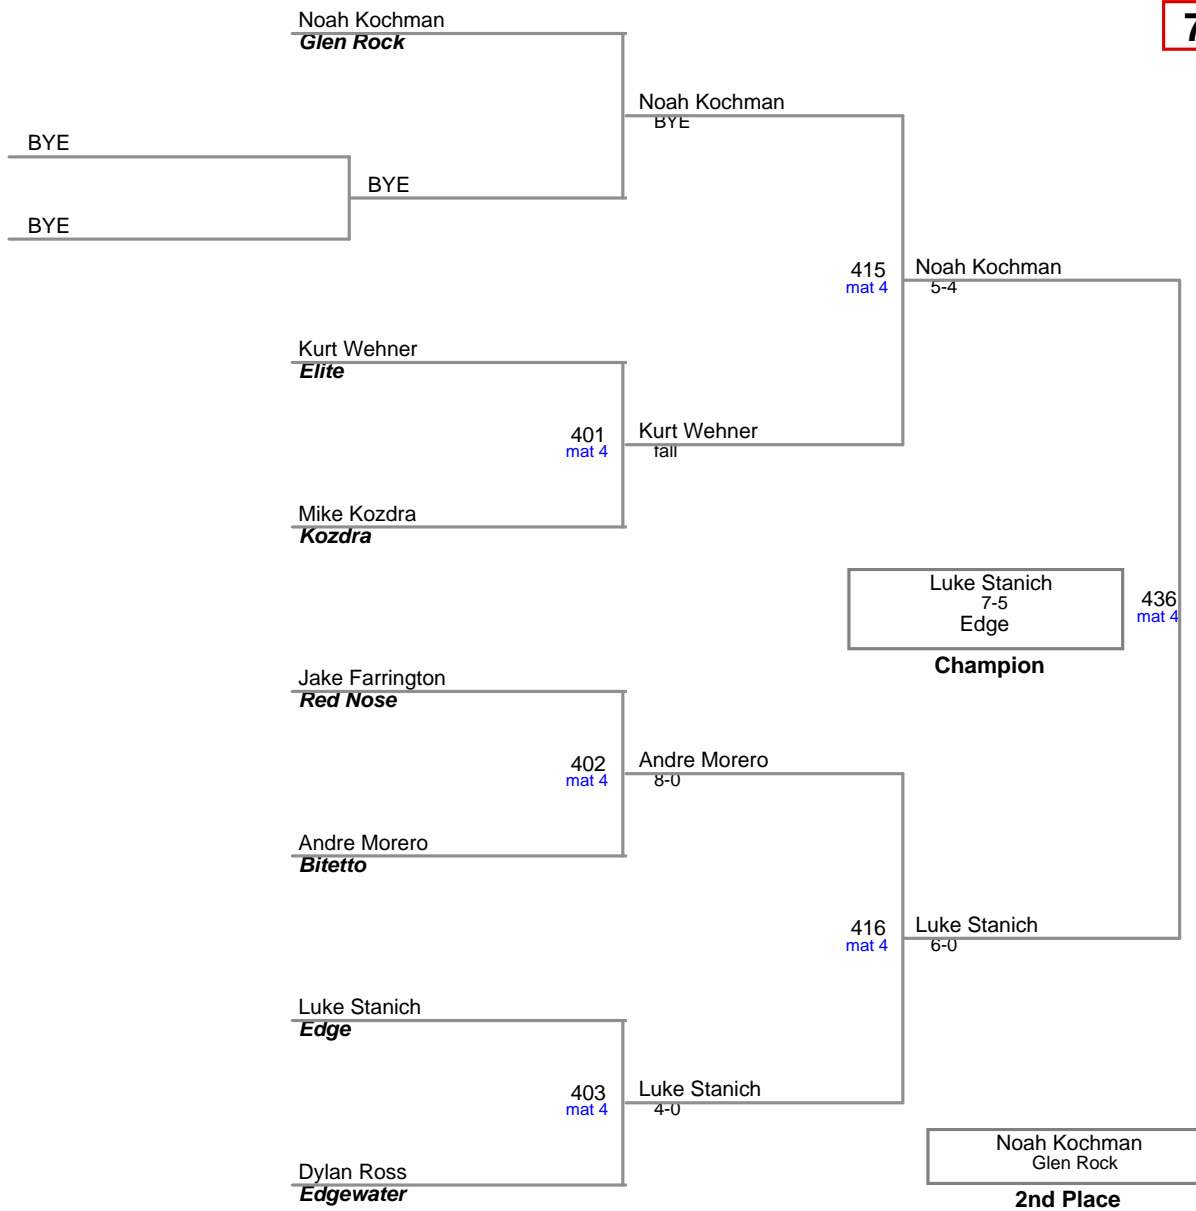 Noah Kochman
Glen Rock
7
Noah Kochman
BYE
BYE
BYE
BYE
415
mat 4
Noah Kochman
5-4
Kurt Wehner
Elite
401
mat 4
Kurt Wehner
fall
Mike Kozdra
Kozdra
Luke Stanich
7-5
Edge
Champion
436
mat 4
Jake Farrington
Red Nose
402
mat 4
Andre Morero
8-0
Andre Morero
Bitetto
416
mat 4
Luke Stanich
6-0
Luke Stanich
Edge
403
mat 4
Luke Stanich
4-0
Noah Kochman
Glen Rock
2nd Place
Dylan Ross
Edgewater